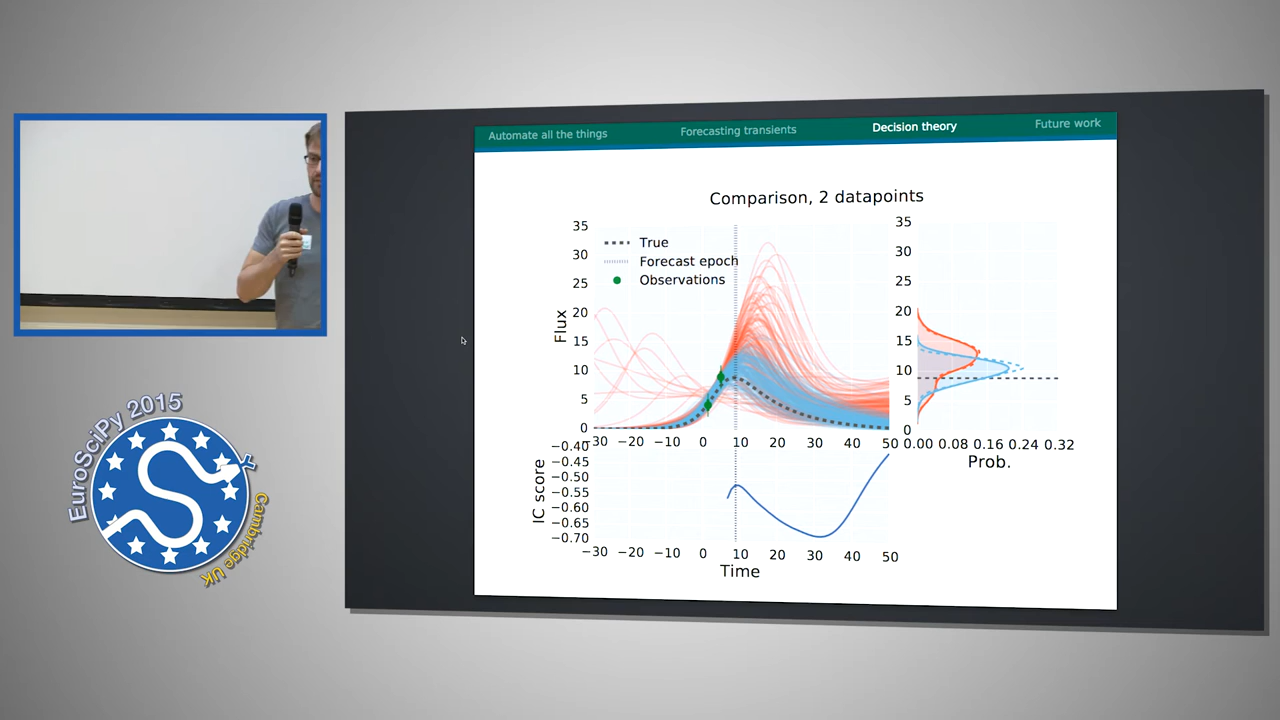 Automate all the things
Forecasting transients
Decision theory
Future work
Comparison, 2 datapoints
Flux
35
30
25
20
15
10
5
0
True
Forecast epoch
Observations
−30 −20 −10 0 10 20 30 40 50
35
30
25
20
15
10
5
0
0.00 0.08 0.16 0.24 0.32
Prob.
IC score
−0.40
−0.45
−0.50
−0.55
−0.60
−0.65
−0.70
−30 −20 −10 0 10 20 30 40 50
Time
EuroSciPy 2015
Cambridge UK